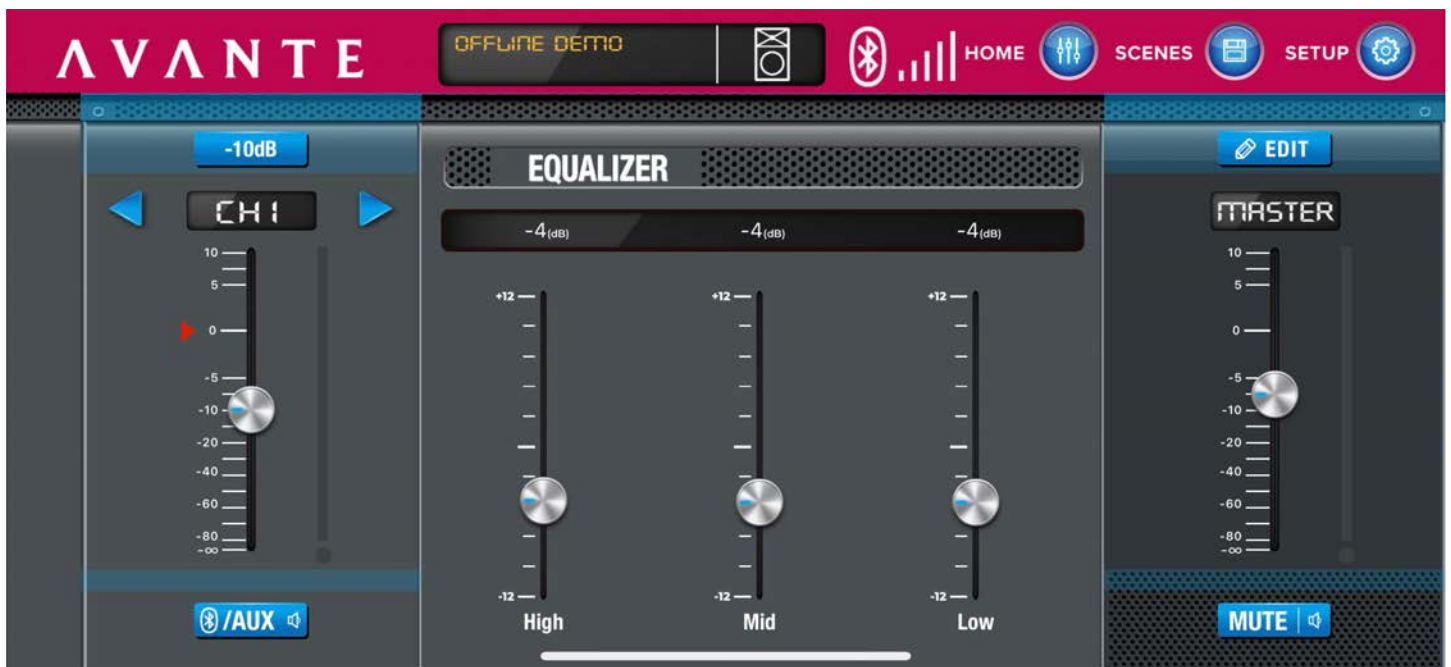 AVANTE
OFFLINE DEMO
HOME
SCENES
SETUP
-10dB
CH1
10
5
0
-5
-10
-20
-40
-60
-80
-∞
/AUX
EQUALIZER
-4(dB) -4(dB) -4(dB)
+12 +12 +12
-12 -12 -12
High Mid Low
EDIT
MASTER
10
5
0
-5
-10
-20
-40
-60
-80
-∞
MUTE